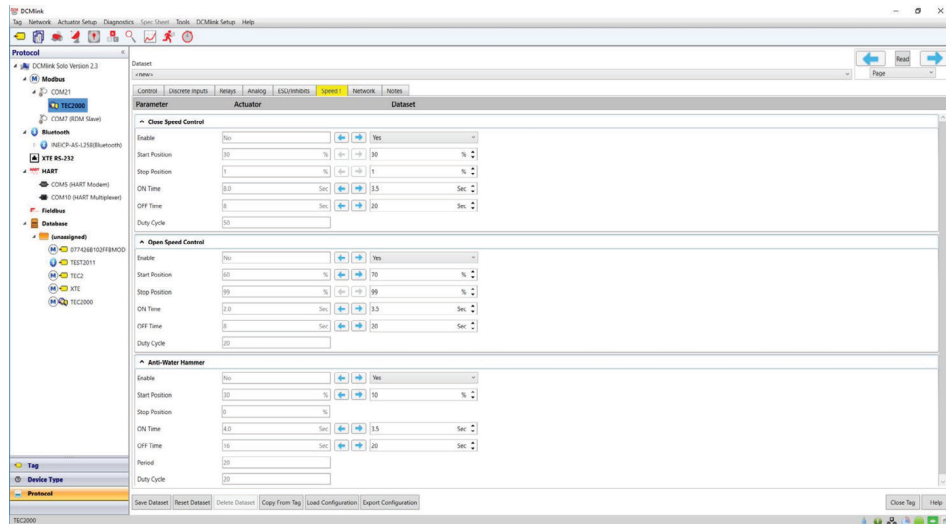 DCMlink
Tag Network Actuator Setup Diagnostics Spec Sheet Tools DCMlink Setup Help
Protocol
DCMlink Solo Version 2.3
Modbus
COM21
TEC2000
COM7 (RDM Slave)
Bluetooth
INEICP-AS-L258(Bluetooth)
XTE RS-232
HART
COM5 (HART Modem)
COM10 (HART Multiplexer)
Fieldbus
Database
(unassigned)
0774268102FFBMOD
TEST2011
TEC2
XTE
TEC2000
Tag
Device Type
Protocol
TEC2000
Dataset
<new>
Read
Page
Control Discrete Inputs Relays Analog ESD/Inhibits Speed ! Network Notes
Parameter Actuator Dataset
Close Speed Control
Enable No Yes
Start Position 30 % 30 %
Stop Position 1 % 1 %
ON Time 8.0 Sec 3.5 Sec
OFF Time 8 Sec 20 Sec
Duty Cycle 50
Open Speed Control
Enable No Yes
Start Position 60 % 70 %
Stop Position 99 % 99 %
ON Time 2.0 Sec 3.5 Sec
OFF Time 8 Sec 20 Sec
Duty Cycle 20
Anti-Water Hammer
Enable No Yes
Start Position 30 % 10 %
Stop Position 0 %
ON Time 4.0 Sec 3.5 Sec
OFF Time 16 Sec 20 Sec
Period 20
Duty Cycle 20
Save Dataset Reset Dataset Delete Dataset Copy From Tag Load Configuration Export Configuration Close Tag Help